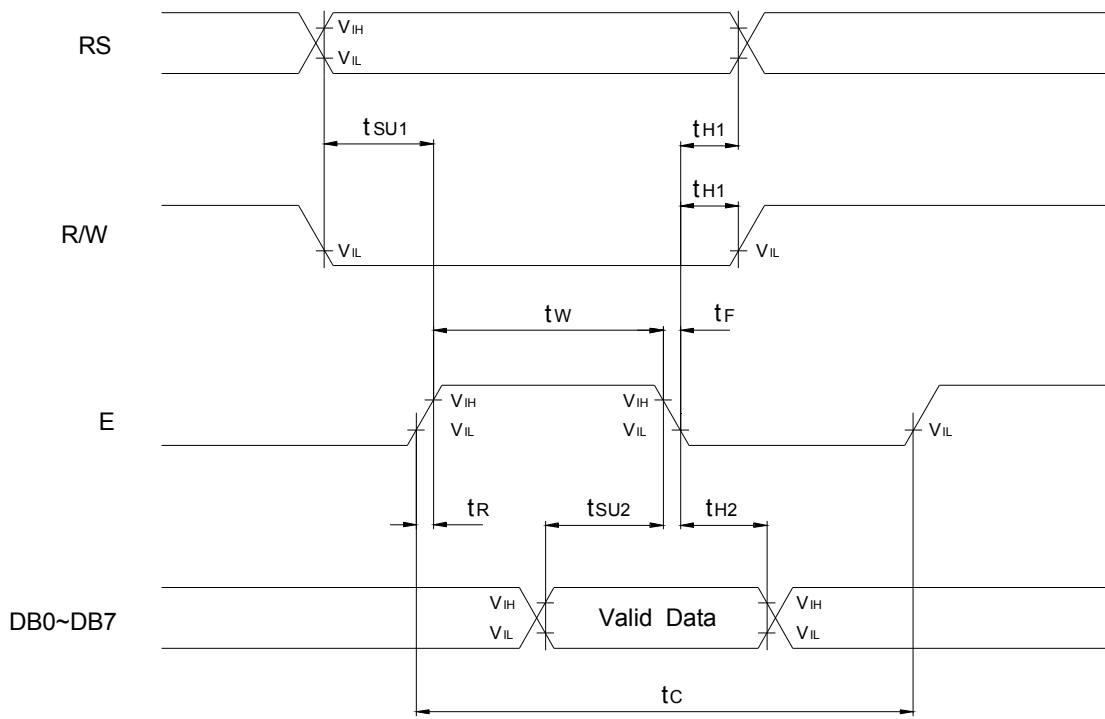 RS
VIH
VIL
tSU1
tH1
tH1
R/W
VIL
VIL
tW
tF
E
VIH
VIH
VIL
VIL
VIL
tR
tSU2
tH2
DB0~DB7
VIH
Valid Data
VIH
VIL
VIL
tC